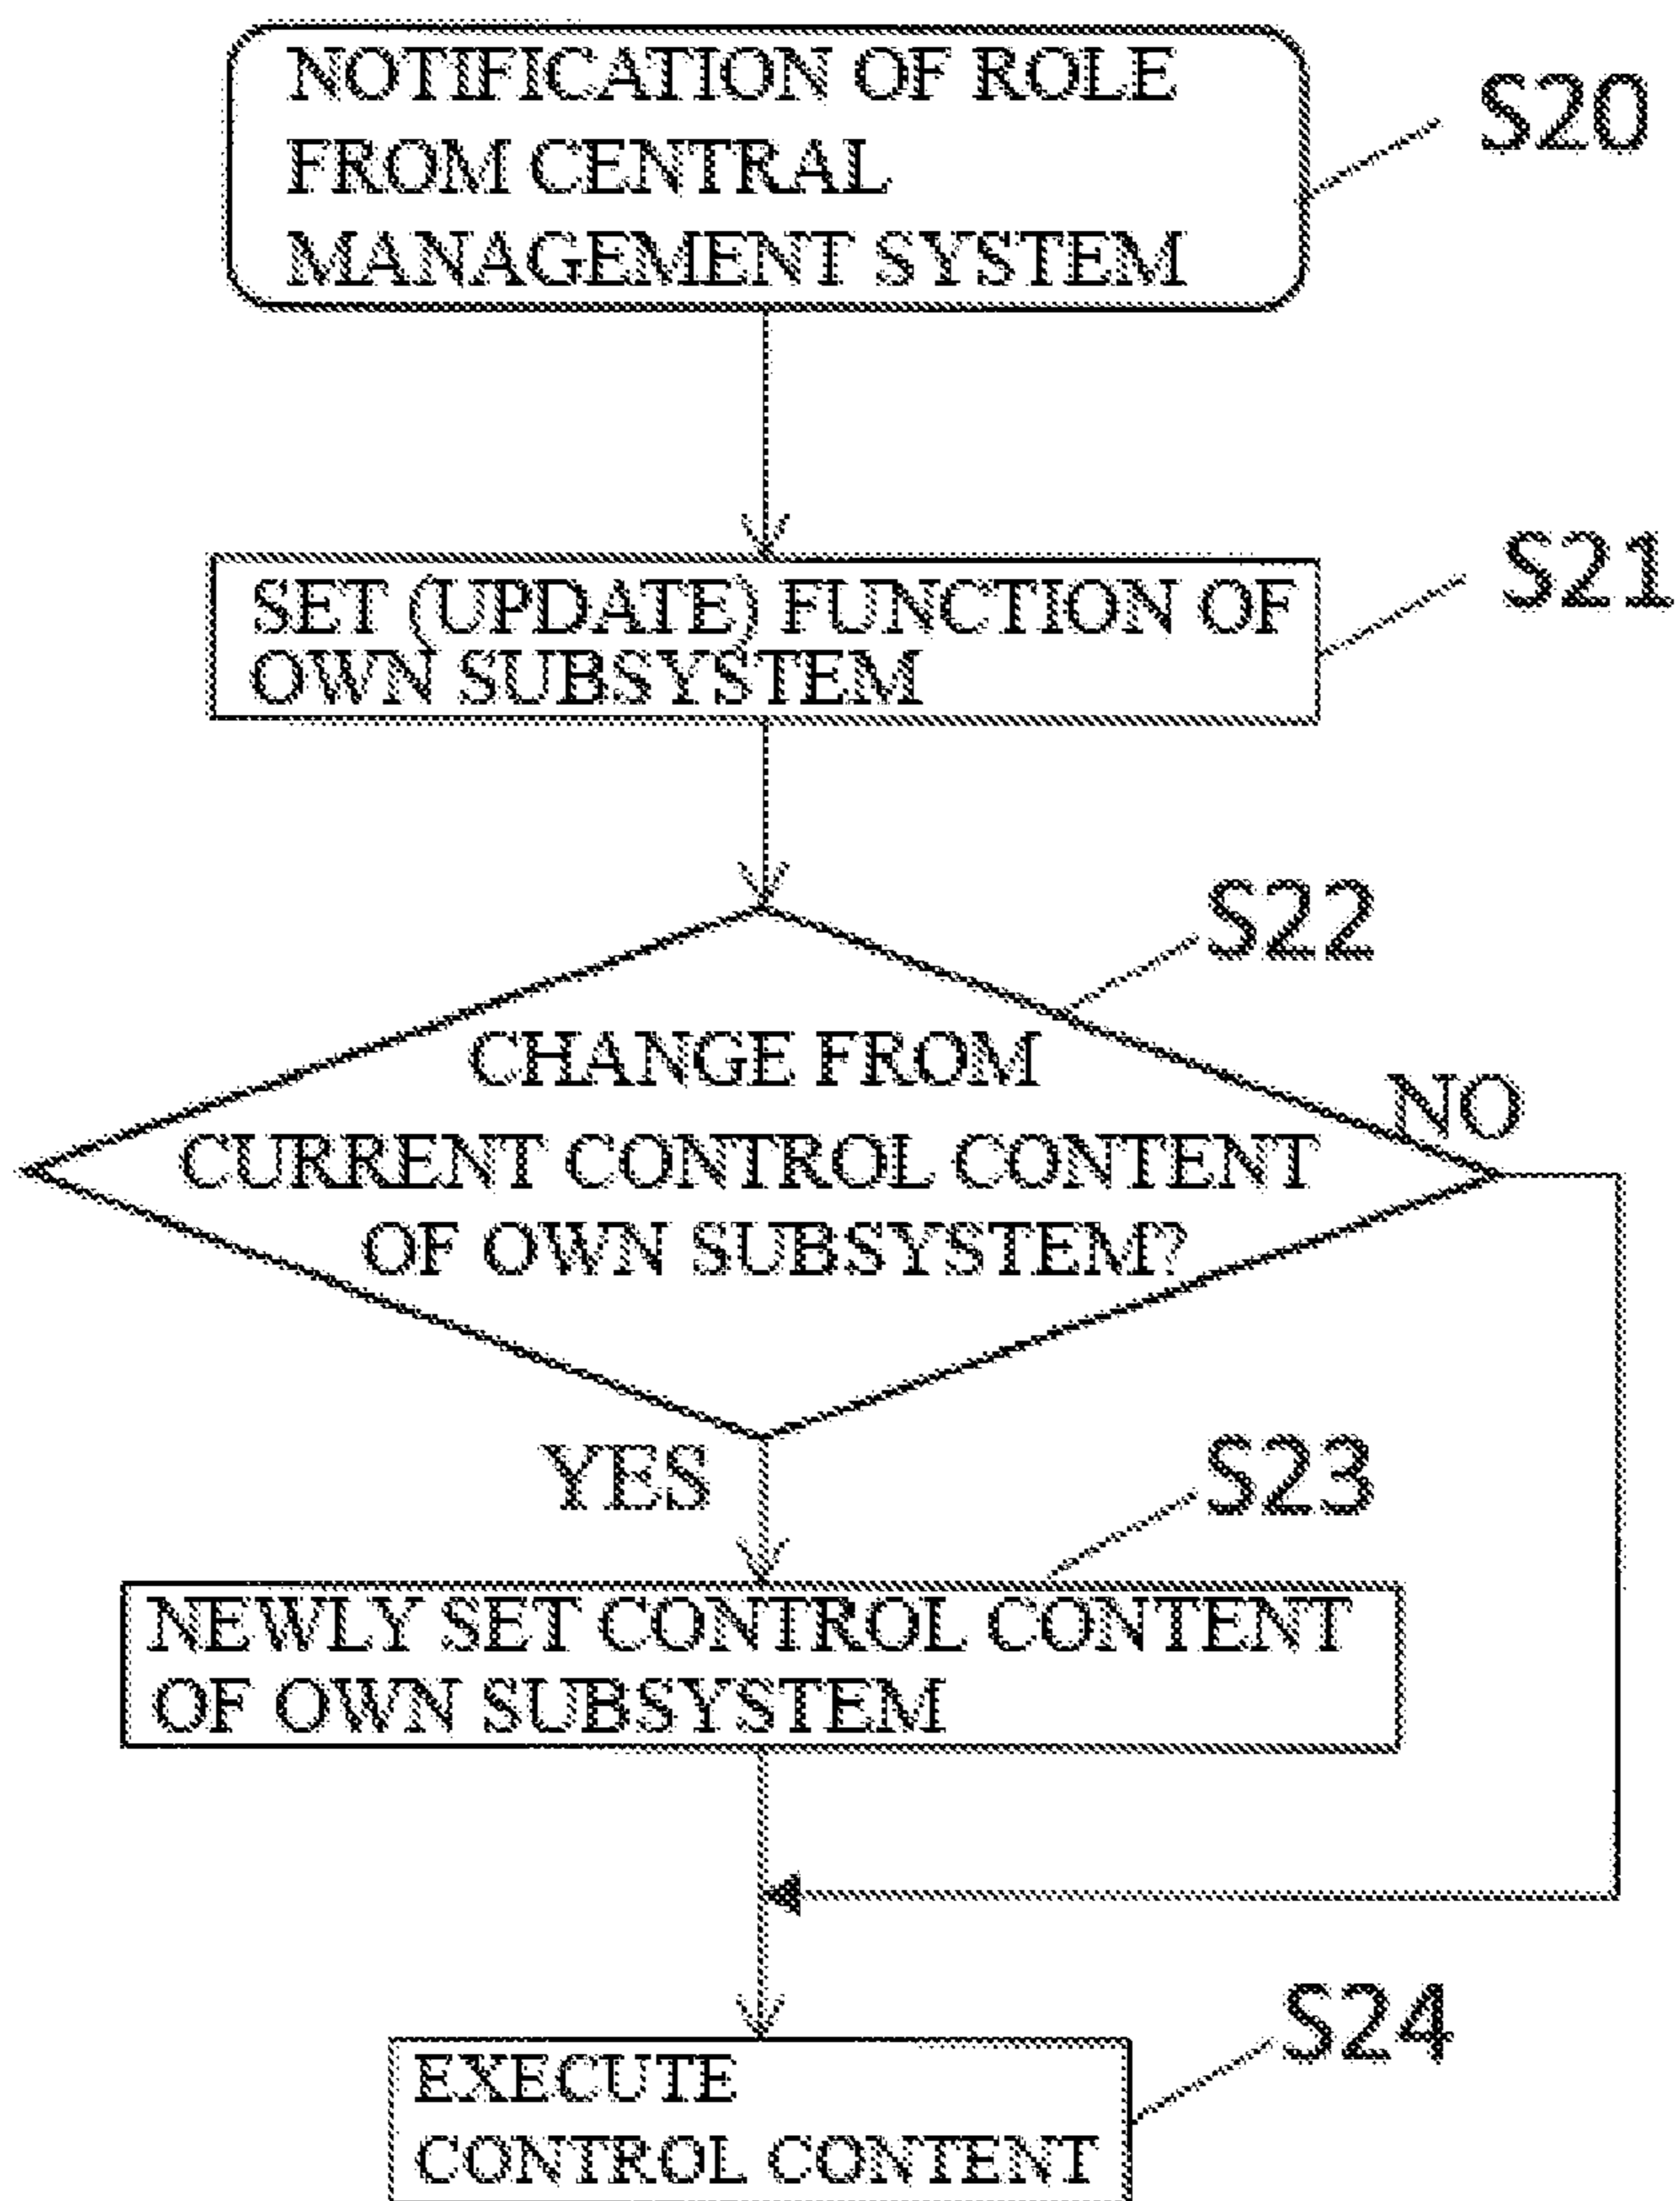 NOTIFICATION OF ROLE
FROM CENTRAL
MANAGEMENT SYSTEM
S20
SET (UPDATE) FUNCTION OF
OWN SUBSYSTEM
S21
S22
CHANGE FROM
CURRENT CONTROL CONTENT
OF OWN SUBSYSTEM?
NO
YES
S23
NEWLY SET CONTROL CONTENT
OF OWN SUBSYSTEM
S24
EXECUTE
CONTROL CONTENT